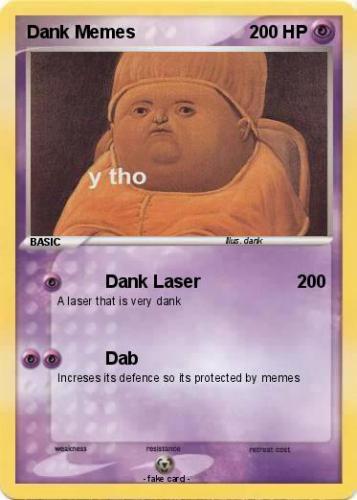 Dank Memes 200 HP
y tho
BASIC Illus. dank
Dank Laser 200
A laser that is very dank
Dab
Increses its defence so its protected by memes
weakness resistance retreat cost
- fake card -